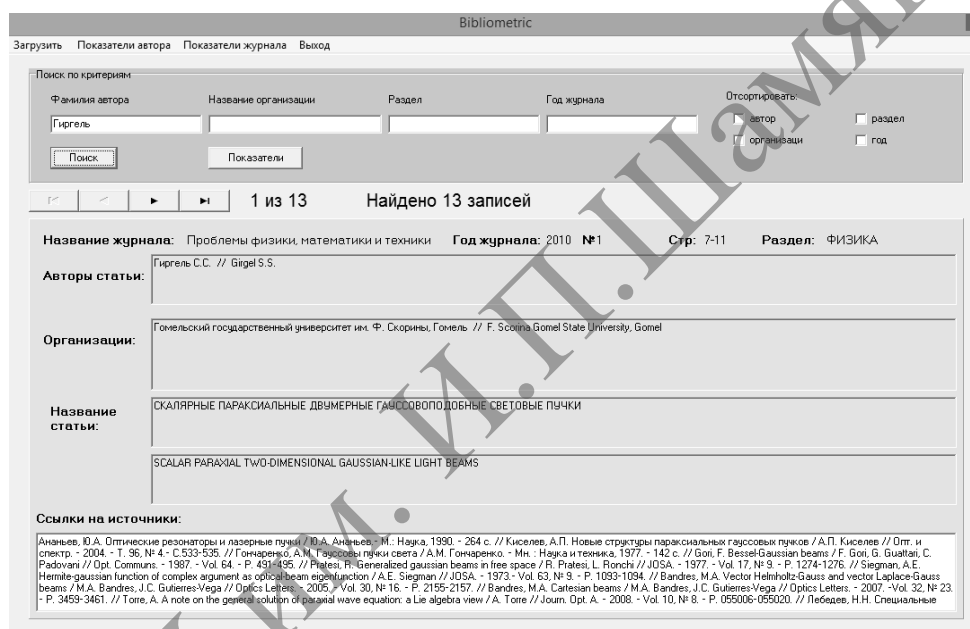 Bibliometric
Загрузить Показатели автора Показатели журнала Выход
Поиск по критериям
Фамилия автора Название организации Раздел Год журнала Отсортировать:
Гиргель автор раздел
организаци год
Поиск Показатели
1 из 13 Найдено 13 записей
Название журнала: Проблемы физики, математики и техники Год журнала: 2010 №1 Стр: 7-11 Раздел: ФИЗИКА
Авторы статьи: Гиргель С.С. // Girgel S.S.
Организации: Гомельский государственный университет им. Ф. Скорины, Гомель // F. Scorina Gomel State University, Gomel
Название статьи: СКАЛЯРНЫЕ ПАРАКСИАЛЬНЫЕ ДВУМЕРНЫЕ ГАУССОВОПОДОБНЫЕ СВЕТОВЫЕ ПУЧКИ
SCALAR PARAXIAL TWO-DIMENSIONAL GAUSSIAN-LIKE LIGHT BEAMS
Ссылки на источники:
Ананьев, Ю.А. Оптические резонаторы и лазерные пучки / Ю.А. Ананьев.- М.: Наука, 1990. - 264 с. // Киселев, А.П. Новые структуры параксиальных гауссовых пучков / А.П. Киселев // Опт. и
спектр. - 2004. - Т. 96, № 4.- С.533-535. // Гончаренко, А.М. Гауссовы пучки света / А.М. Гончаренко. - Мн. : Наука и техника, 1977. - 142 с. // Gori, F. Bessel-Gaussian beams / F. Gori, G. Guattari, C.
Padovani // Opt. Communs. - 1987. - Vol. 64. - P. 491-495. // Pratesi, R. Generalized gaussian beams in free space / R. Pratesi, L. Ronchi // JOSA. - 1977. - Vol. 17, № 9. - P. 1274-1276. // Siegman, A.E.
Hermite-gaussian function of complex argument as optical-beam eigenfunction / A.E. Siegman // JOSA. - 1973.- Vol. 63, № 9. - P. 1093-1094. // Bandres, M.A. Vector Helmholtz-Gauss and vector Laplace-Gauss
beams / M.A. Bandres, J.C. Gutierres-Vega // Optics Letters. - 2005. - Vol. 30, № 16. - P. 2155-2157. // Bandres, M.A. Cartesian beams / M.A. Bandres, J.C. Gutierres-Vega // Optics Letters. - 2007. -Vol. 32, № 23.
- P. 3459-3461. // Torre, A. A note on the general solution of paraxial wave equation: a Lie algebra view / A. Torre // Journ. Opt. A. - 2008. - Vol. 10, № 8. - P. 055006-055020. // Лебедев, Н.Н. Специальные
им. И.П.Шамя